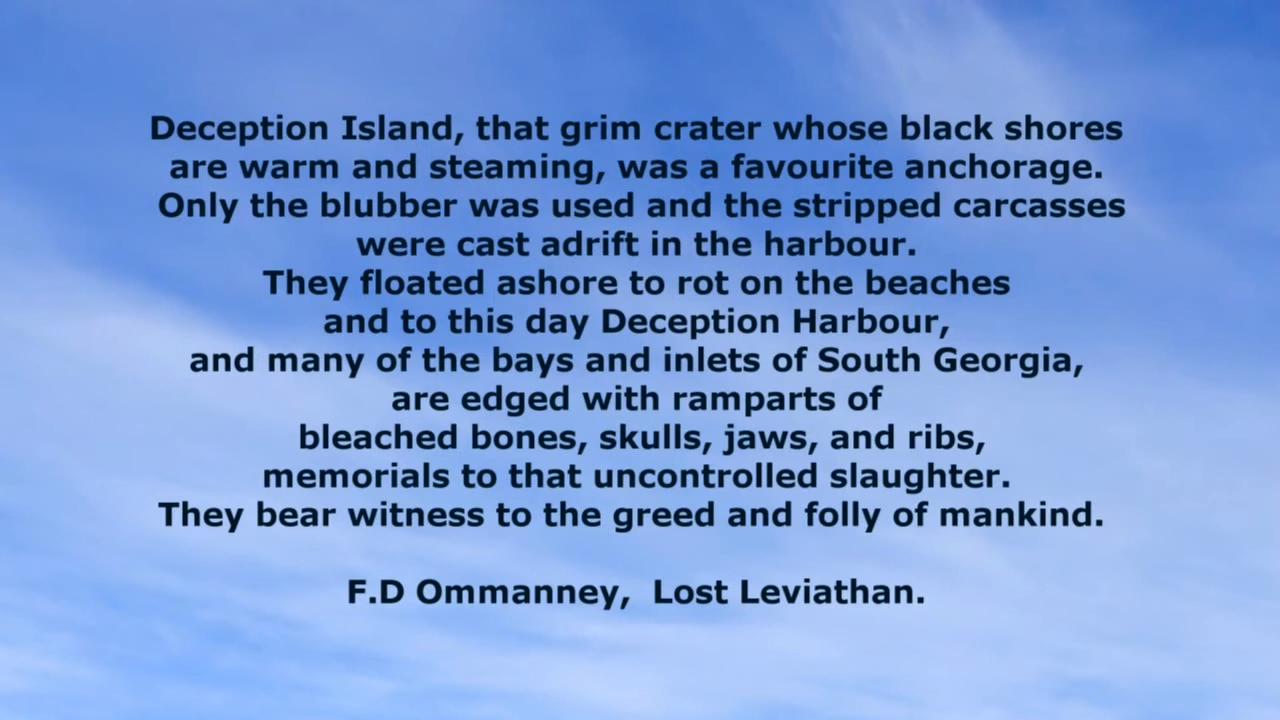 Deception Island, that grim crater whose black shores
are warm and steaming, was a favourite anchorage.
Only the blubber was used and the stripped carcasses
were cast adrift in the harbour.
They floated ashore to rot on the beaches
and to this day Deception Harbour,
and many of the bays and inlets of South Georgia,
are edged with ramparts of
bleached bones, skulls, jaws, and ribs,
memorials to that uncontrolled slaughter.
They bear witness to the greed and folly of mankind.
F.D Ommanney,  Lost Leviathan.